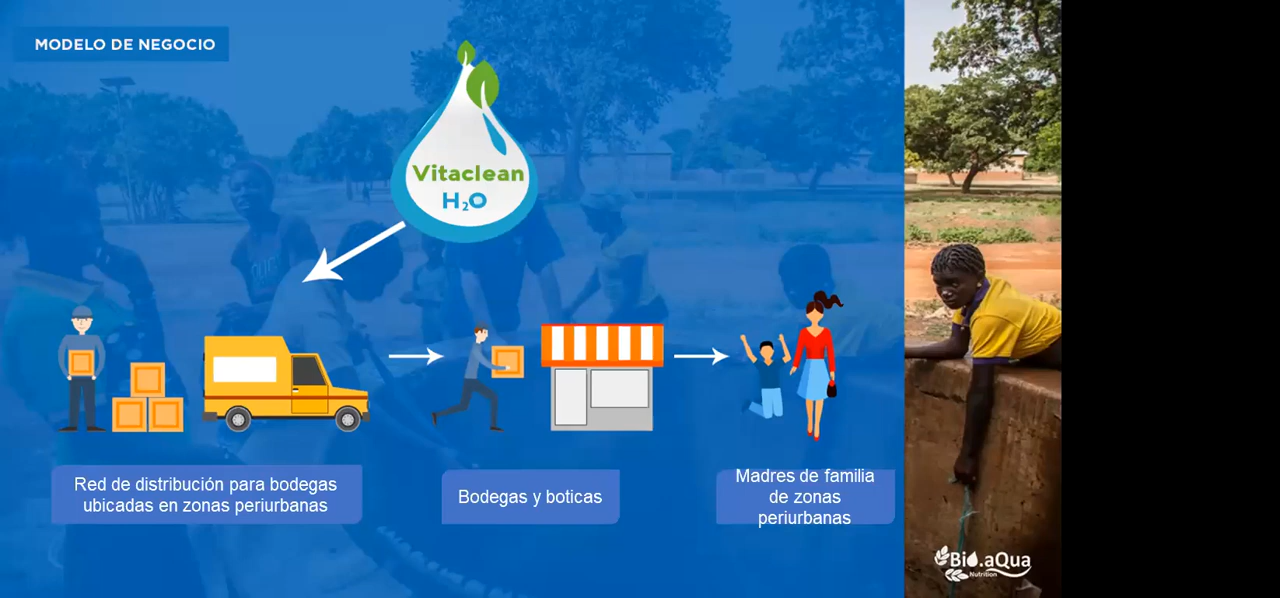 MODELO DE NEGOCIO
Vitaclean
H₂O
Red de distribución para bodegas
ubicadas en zonas periurbanas
Bodegas y boticas
Madres de familia
de zonas
periurbanas
Bio.aQua
Nutrition